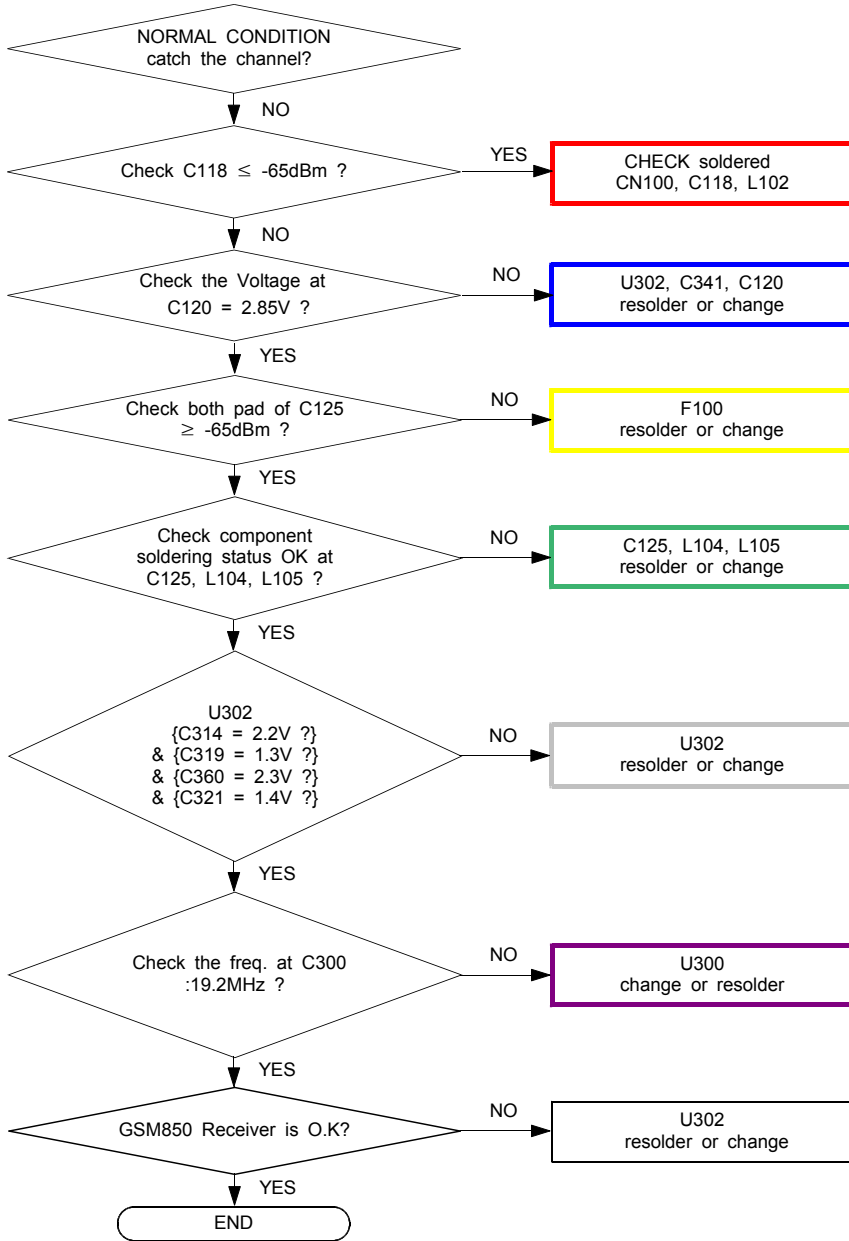 NORMAL CONDITION
catch the channel?
NO
Check C118 ≤ -65dBm ?
YES
CHECK soldered
CN100, C118, L102
NO
Check the Voltage at
C120 = 2.85V ?
NO
U302, C341, C120
resolder or change
YES
Check both pad of C125
≥ -65dBm ?
NO
F100
resolder or change
YES
Check component
soldering status OK at
C125, L104, L105 ?
NO
C125, L104, L105
resolder or change
YES
U302
{C314 = 2.2V ?}
& {C319 = 1.3V ?}
& {C360 = 2.3V ?}
& {C321 = 1.4V ?}
NO
U302
resolder or change
YES
Check the freq. at C300
:19.2MHz ?
NO
U300
change or resolder
YES
GSM850 Receiver is O.K?
NO
U302
resolder or change
YES
END